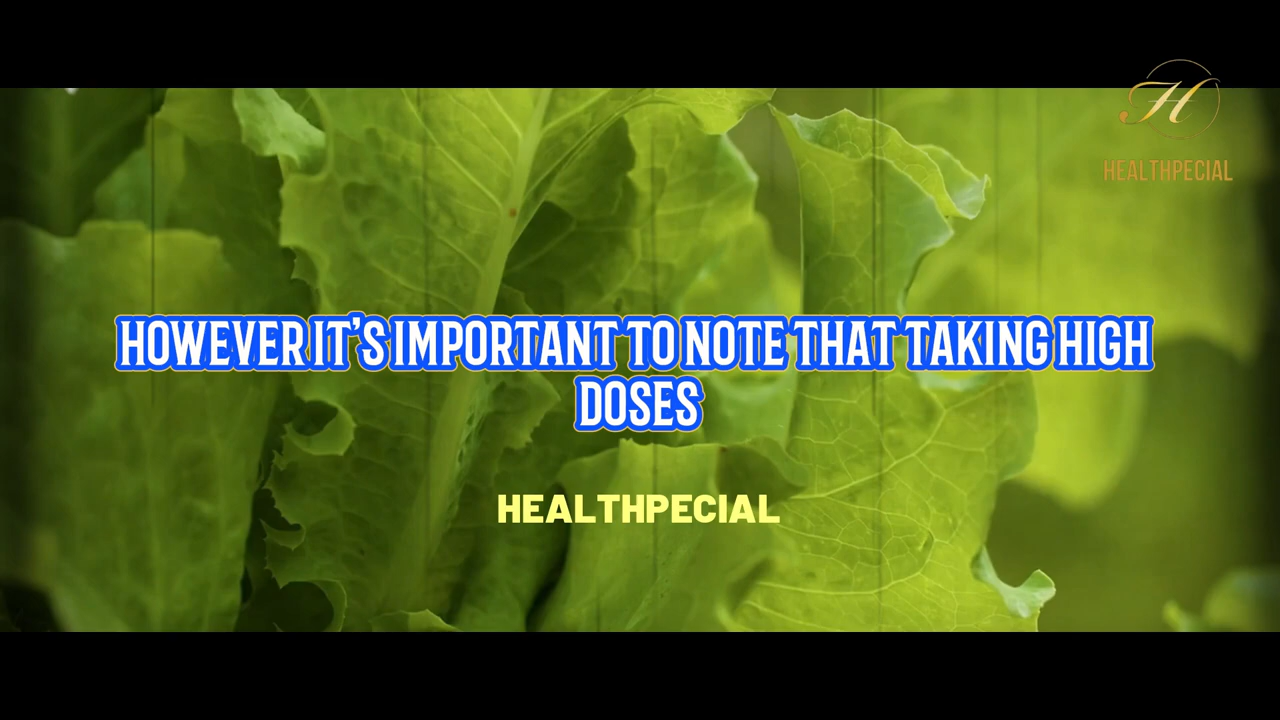 HEALTHPECIAL
HOWEVER IT'S IMPORTANT TO NOTE THAT TAKING HIGH
DOSES
HEALTHPECIAL